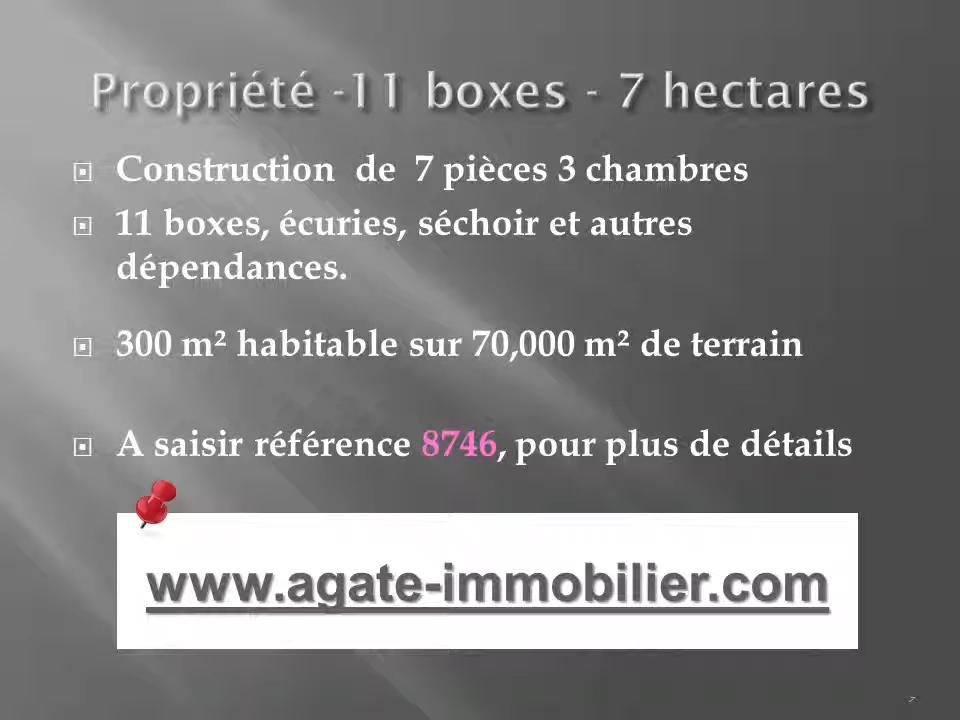 Propriété -11 boxes - 7 hectares
Construction de 7 pièces 3 chambres
11 boxes, écuries, séchoir et autres
dépendances.
300 m² habitable sur 70,000 m² de terrain
A saisir référence 8746, pour plus de détails
www.agate-immobilier.com
7